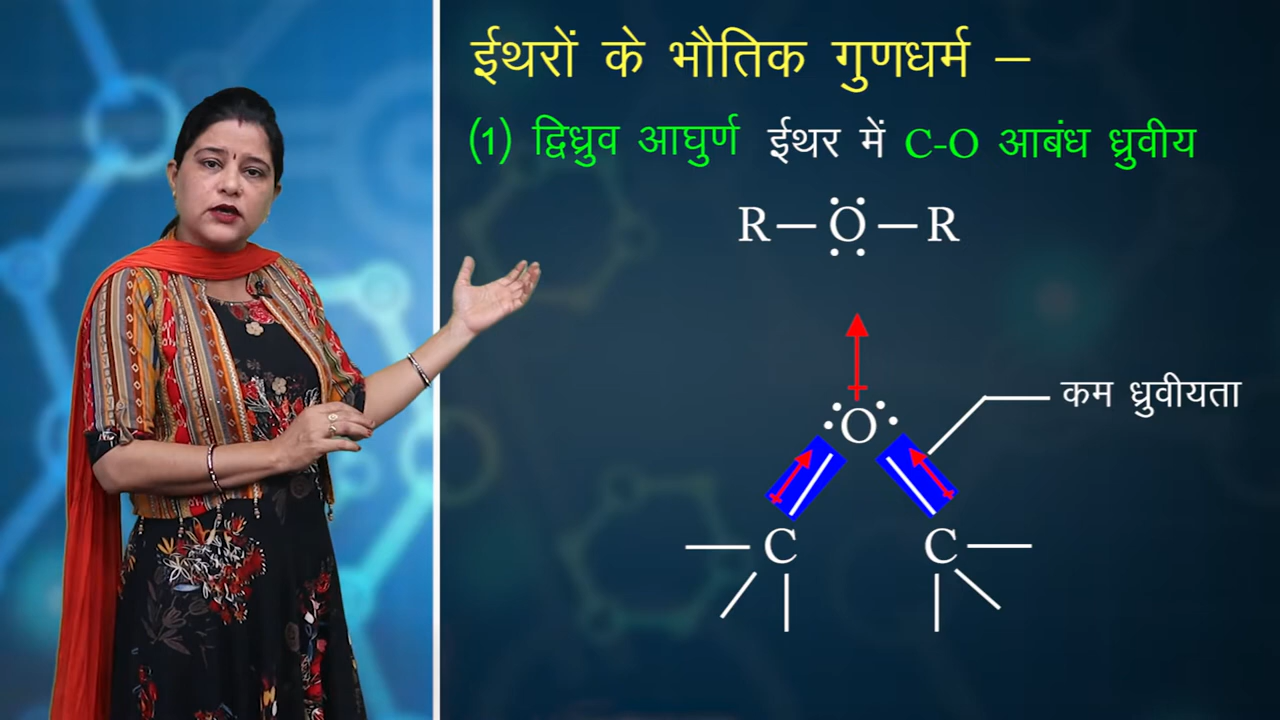 ईथरों के भौतिक गुणधर्म –
(1) द्विध्रुव आघुर्ण ईथर में C-O आबंध ध्रुवीय
R–O–R
कम ध्रुवीयता
O
C C